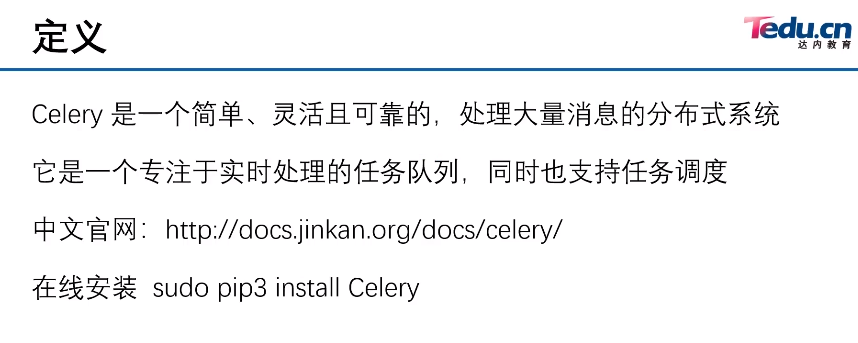 定义
Tedu.cn
达内教育
Celery 是一个简单、灵活且可靠的，处理大量消息的分布式系统
它是一个专注于实时处理的任务队列，同时也支持任务调度
中文官网：http://docs.jinkan.org/docs/celery/
在线安装 sudo pip3 install Celery